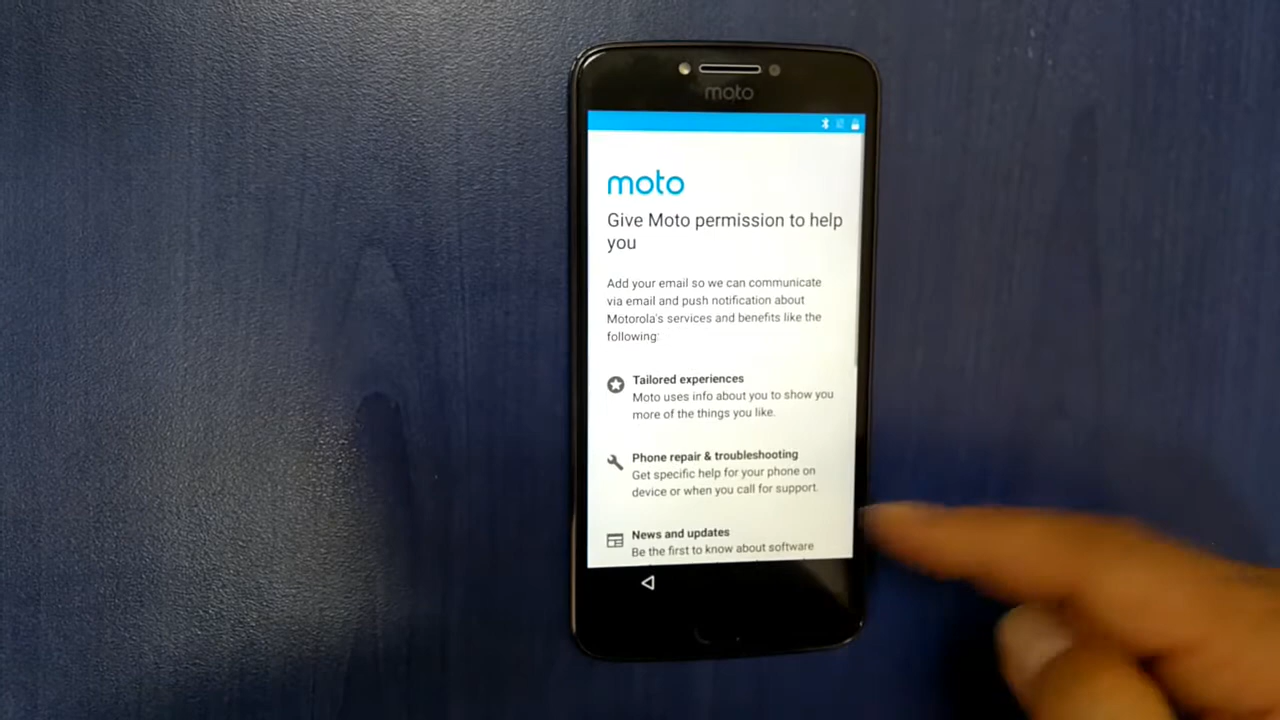 moto
moto
Give Moto permission to help
you
Add your email so we can communicate
via email and push notification about
Motorola's services and benefits like the
following:
Tailored experiences
Moto uses info about you to show you
more of the things you like.
Phone repair & troubleshooting
Get specific help for your phone on
device or when you call for support.
News and updates
Be the first to know about software